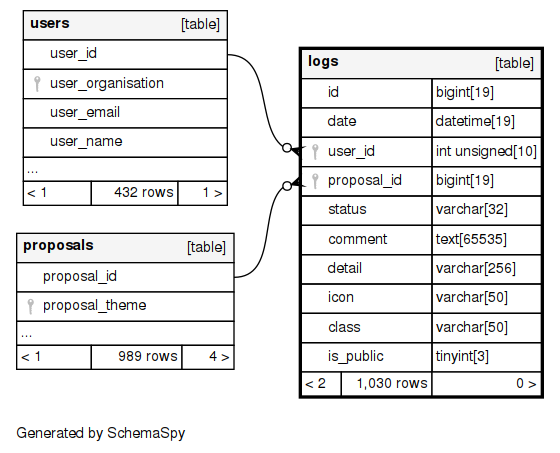 users [table]
user_id
user_organisation
user_email
user_name
...
< 1 432 rows 1 >
proposals [table]
proposal_id
proposal_theme
...
< 1 989 rows 4 >
logs [table]
id bigint[19]
date datetime[19]
user_id int unsigned[10]
proposal_id bigint[19]
status varchar[32]
comment text[65535]
detail varchar[256]
icon varchar[50]
class varchar[50]
is_public tinyint[3]
< 2 1,030 rows 0 >
Generated by SchemaSpy